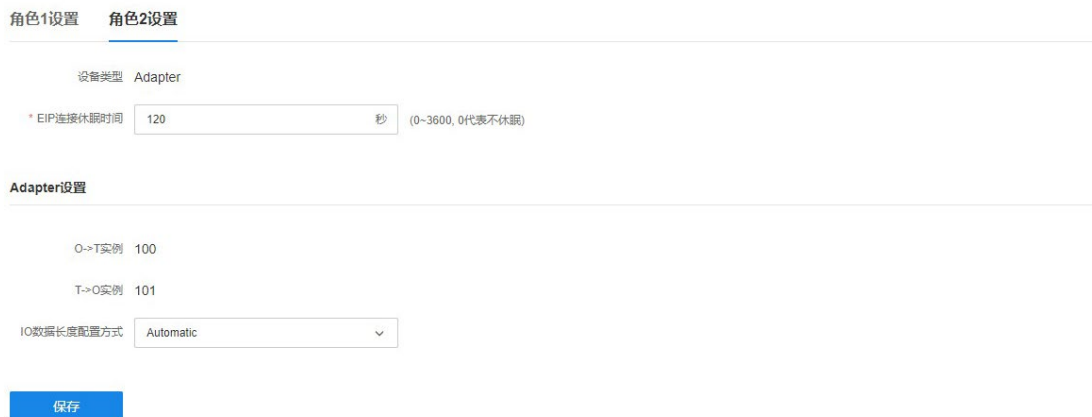 角色1设置 角色2设置
设备类型 Adapter
* EIP连接休眠时间 120 秒 (0~3600, 0代表不休眠)
Adapter设置
O->T实例 100
T->O实例 101
IO数据长度配置方式 Automatic
保存